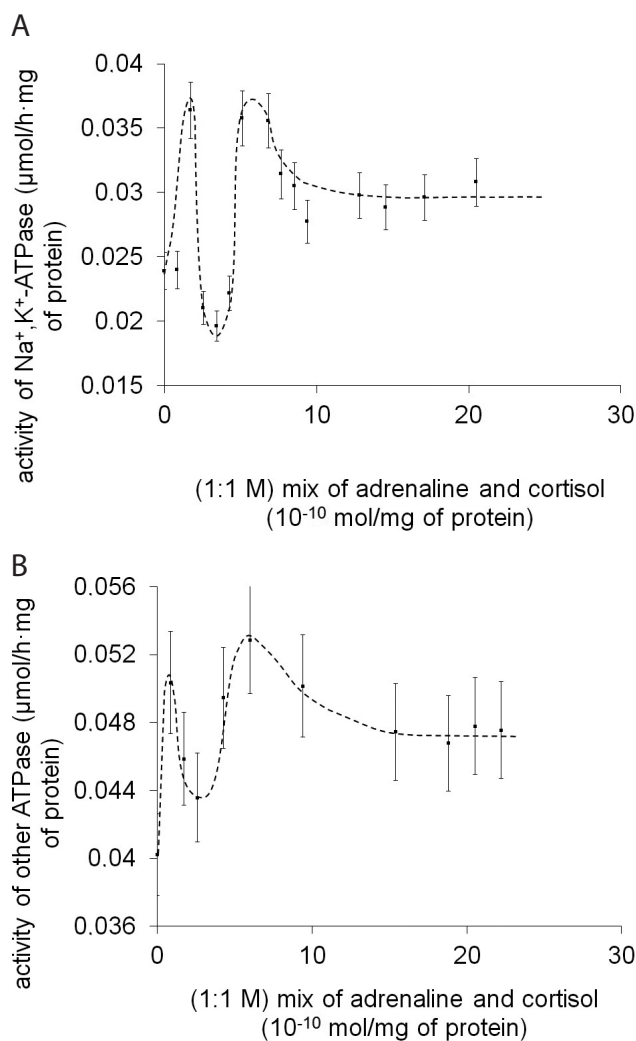 A
activity of Na⁺,K⁺-ATPase (µmol/h·mg
of protein)
0.04
0.035
0.03
0.025
0.02
0.015
0
10
20
30
(1:1 M) mix of adrenaline and cortisol
(10⁻¹⁰ mol/mg of protein)
B
activity of other ATPase (µmol/h·mg
of protein)
0.056
0.052
0.048
0.044
0.04
0.036
0
10
20
30
(1:1 M) mix of adrenaline and cortisol
(10⁻¹⁰ mol/mg of protein)